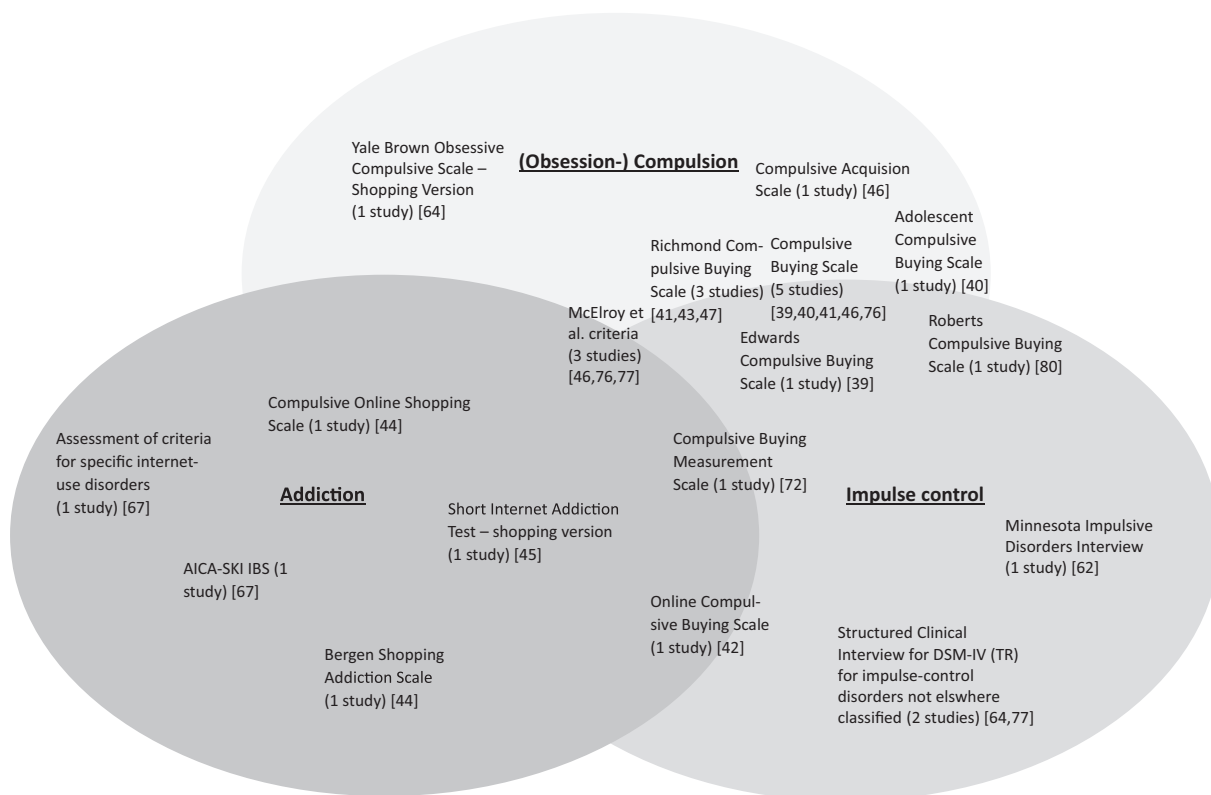 Yale Brown Obsessive
Compulsive Scale –
Shopping Version
(1 study) [64]
(Obsession-) Compulsion
Compulsive Acquision
Scale (1 study) [46]
Adolescent
Compulsive
Buying Scale
(1 study) [40]
Richmond Com-
pulsive Buying
Scale (3 studies)
[41,43,47]
Compulsive
Buying Scale
(5 studies)
[39,40,41,46,76]
McElroy et
al. criteria
(3 studies)
[46,76,77]
Edwards
Compulsive Buying
Scale (1 study) [39]
Roberts
Compulsive Buying
Scale (1 study) [80]
Compulsive Online Shopping
Scale (1 study) [44]
Assessment of criteria
for specific internet-
use disorders
(1 study) [67]
Addiction
Short Internet Addiction
Test – shopping version
(1 study) [45]
Compulsive Buying
Measurement
Scale (1 study) [72]
Impulse control
Minnesota Impulsive
Disorders Interview
(1 study) [62]
AICA-SKI IBS (1
study) [67]
Online Compul-
sive Buying Scale
(1 study) [42]
Structured Clinical
Interview for DSM-IV (TR)
for impulse-control
disorders not elswhere
classified (2 studies) [64,77]
Bergen Shopping
Addiction Scale
(1 study) [44]